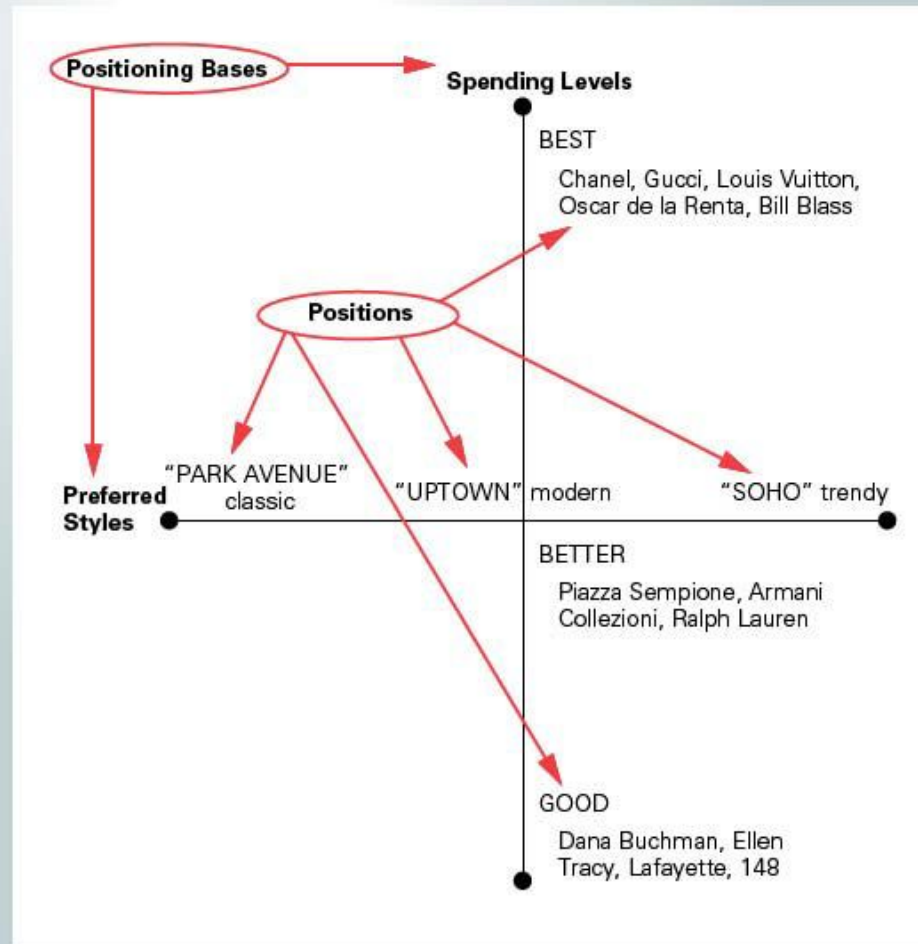 Positioning Bases
Spending Levels
BEST
Chanel, Gucci, Louis Vuitton,
Oscar de la Renta, Bill Blass
Positions
"PARK AVENUE"
classic
"UPTOWN" modern
"SOHO" trendy
Preferred
Styles
BETTER
Piazza Sempione, Armani
Collezioni, Ralph Lauren
GOOD
Dana Buchman, Ellen
Tracy, Lafayette, 148